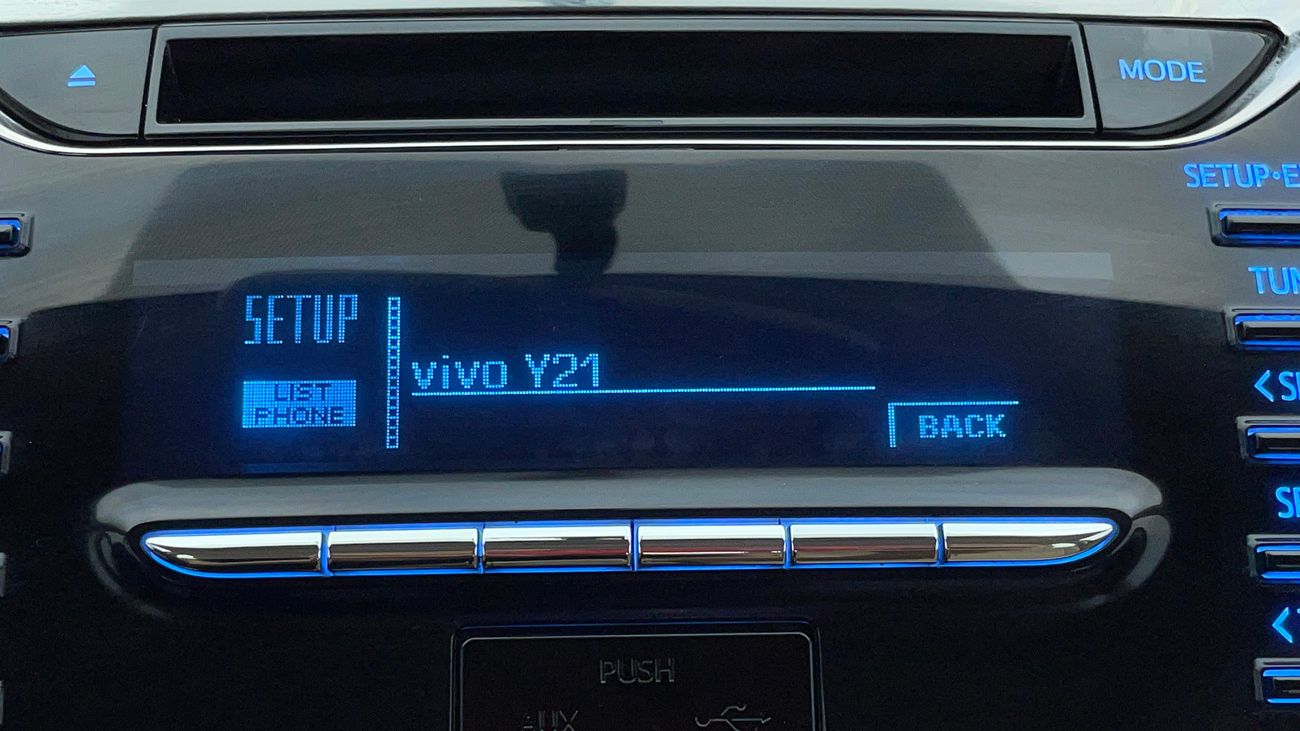 MODE
SETUP•E
TUN
SETUP
vivo Y21
LIST
PHONE
BACK
PUSH
AUX